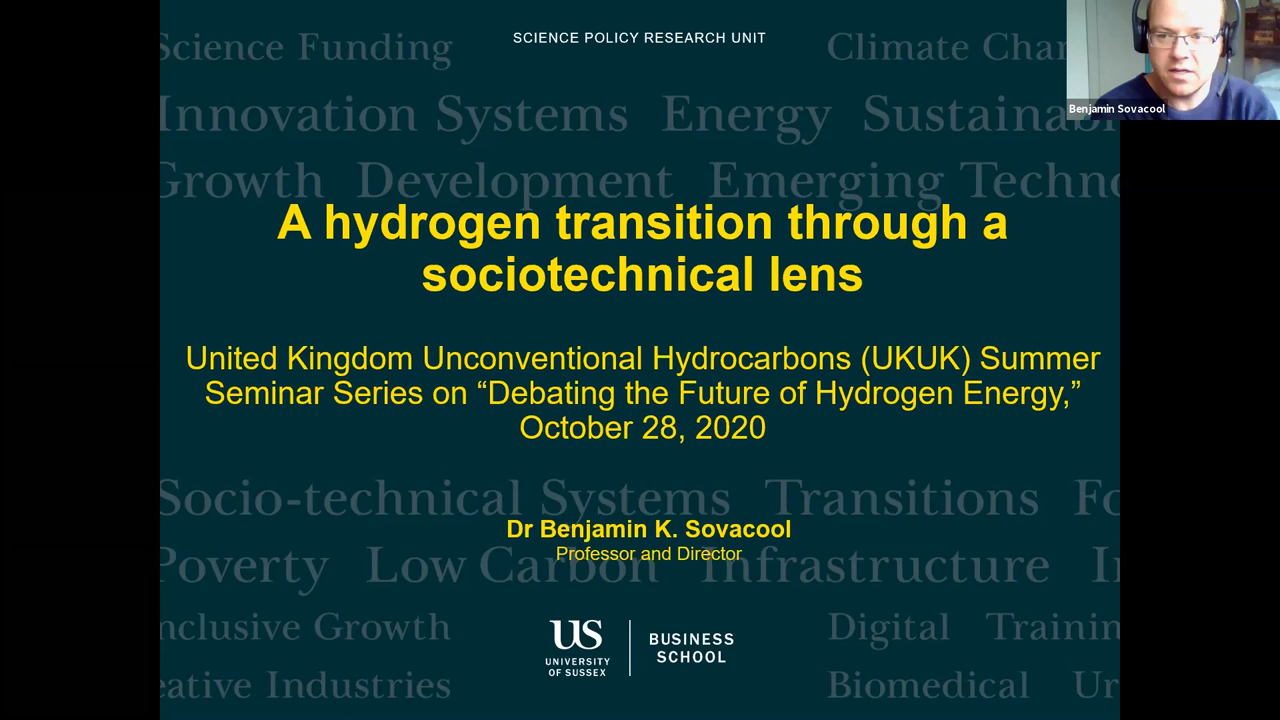 SCIENCE POLICY RESEARCH UNIT
Science Funding Climate Chan
Benjamin Sovacool
Innovation Systems Energy Sustainabi
Growth Development Emerging Techno
A hydrogen transition through a
sociotechnical lens
United Kingdom Unconventional Hydrocarbons (UKUK) Summer
Seminar Series on “Debating the Future of Hydrogen Energy,”
October 28, 2020
Socio-technical Systems Transitions Fo
Dr Benjamin K. Sovacool
Professor and Director
Poverty Low Carbon Infrastructure In
nclusive Growth Digital Trainin
US
UNIVERSITY
OF SUSSEX
BUSINESS
SCHOOL
eative Industries Biomedical Ur